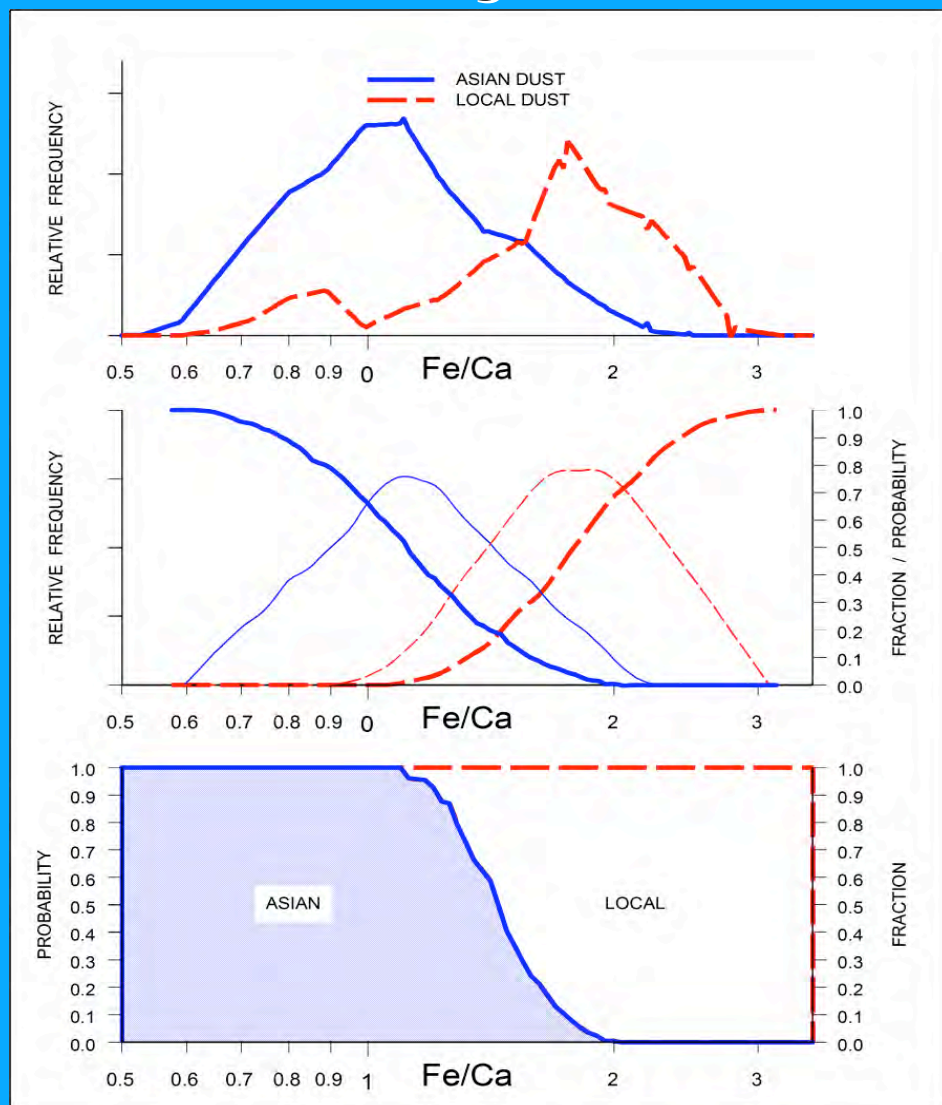 ASIAN DUST
LOCAL DUST
RELATIVE FREQUENCY
0.5 0.6 0.7 0.8 0.9 0 Fe/Ca 2 3
RELATIVE FREQUENCY
1.0
0.9
0.8
0.7
0.6
0.5
0.4
0.3
0.2
0.1
0.0
FRACTION / PROBABILITY
0.5 0.6 0.7 0.8 0.9 0 Fe/Ca 2 3
PROBABILITY
1.0 1.0
0.9 0.9
0.8 0.8
0.7 0.7
0.6 0.6
0.5 ASIAN LOCAL 0.5
0.4 0.4
0.3 0.3
0.2 0.2
0.1 0.1
0.0 0.0
FRACTION
0.5 0.6 0.7 0.8 0.9 1 Fe/Ca 2 3